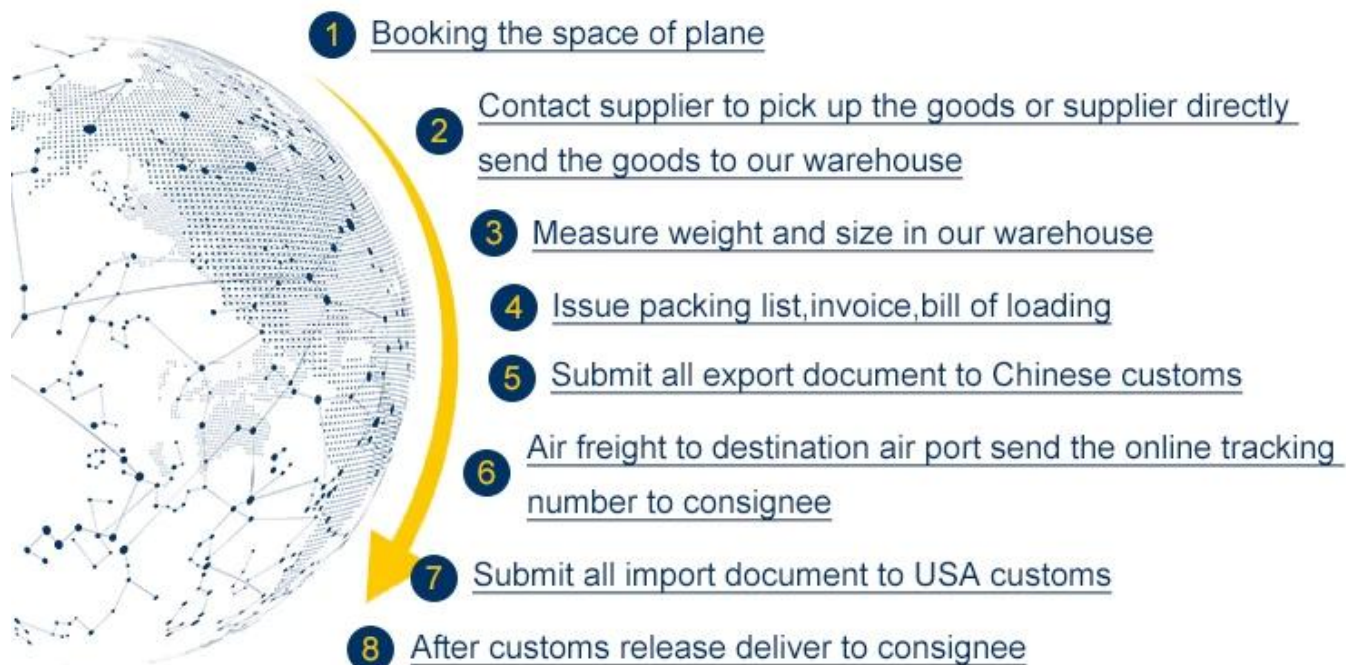 1 Booking the space of plane
2 Contact supplier to pick up the goods or supplier directly
send the goods to our warehouse
3 Measure weight and size in our warehouse
4 Issue packing list,invoice,bill of loading
5 Submit all export document to Chinese customs
6 Air freight to destination air port send the online tracking
number to consignee
7 Submit all import document to USA customs
8 After customs release deliver to consignee